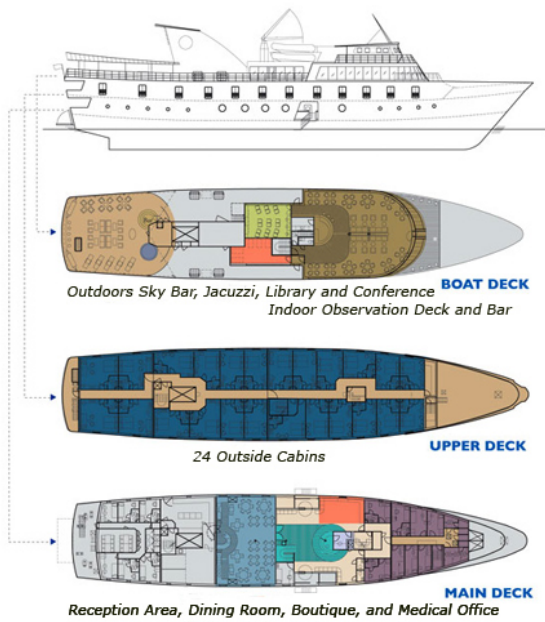 BOAT DECK
Outdoors Sky Bar, Jacuzzi, Library and Conference
Indoor Observation Deck and Bar
UPPER DECK
24 Outside Cabins
MAIN DECK
Reception Area, Dining Room, Boutique, and Medical Office